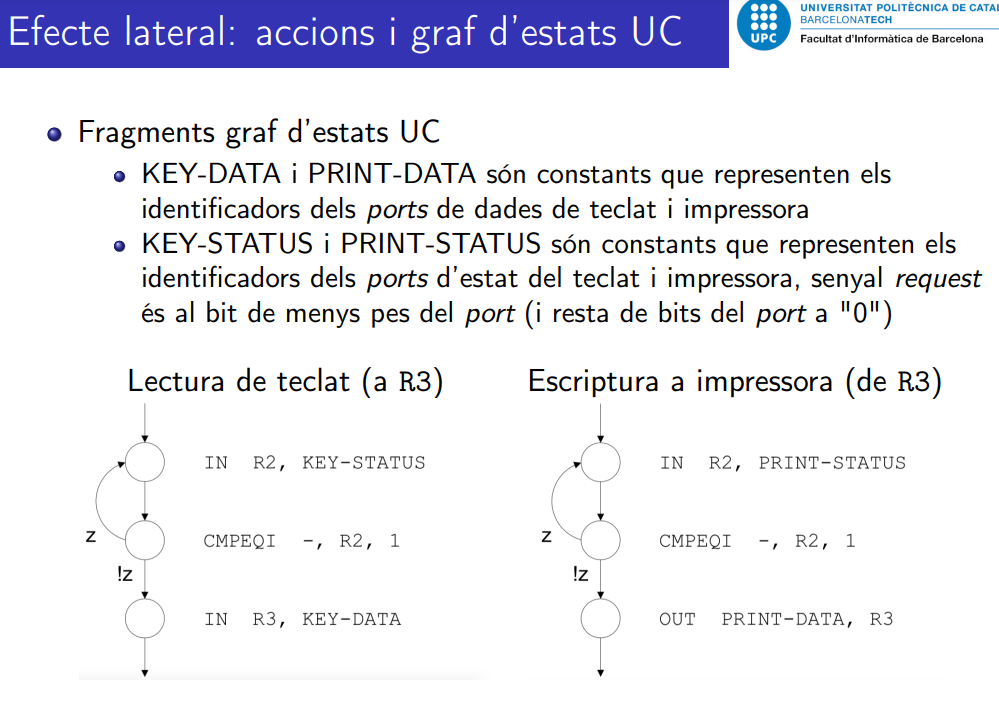 Efecte lateral: accions i graf d'estats UC
UNIVERSITAT POLITÈCNICA DE
BARCELONATECH
Facultat d'Informàtica de Barcelona
UPC
Fragments graf d'estats UC
KEY-DATA i PRINT-DATA són constants que representen els
identificadors dels ports de dades de teclat i impressora
KEY-STATUS i PRINT-STATUS són constants que representen els
identificadors dels ports d'estat del teclat i impressora, senyal request
és al bit de menys pes del port (i resta de bits del port a "0")
Lectura de teclat (a R3)
IN R2, KEY-STATUS
z
CMPEQI -, R2, 1
!z
IN R3, KEY-DATA
Escriptura a impressora (de R3)
IN R2, PRINT-STATUS
z
CMPEQI -, R2, 1
!z
OUT PRINT-DATA, R3